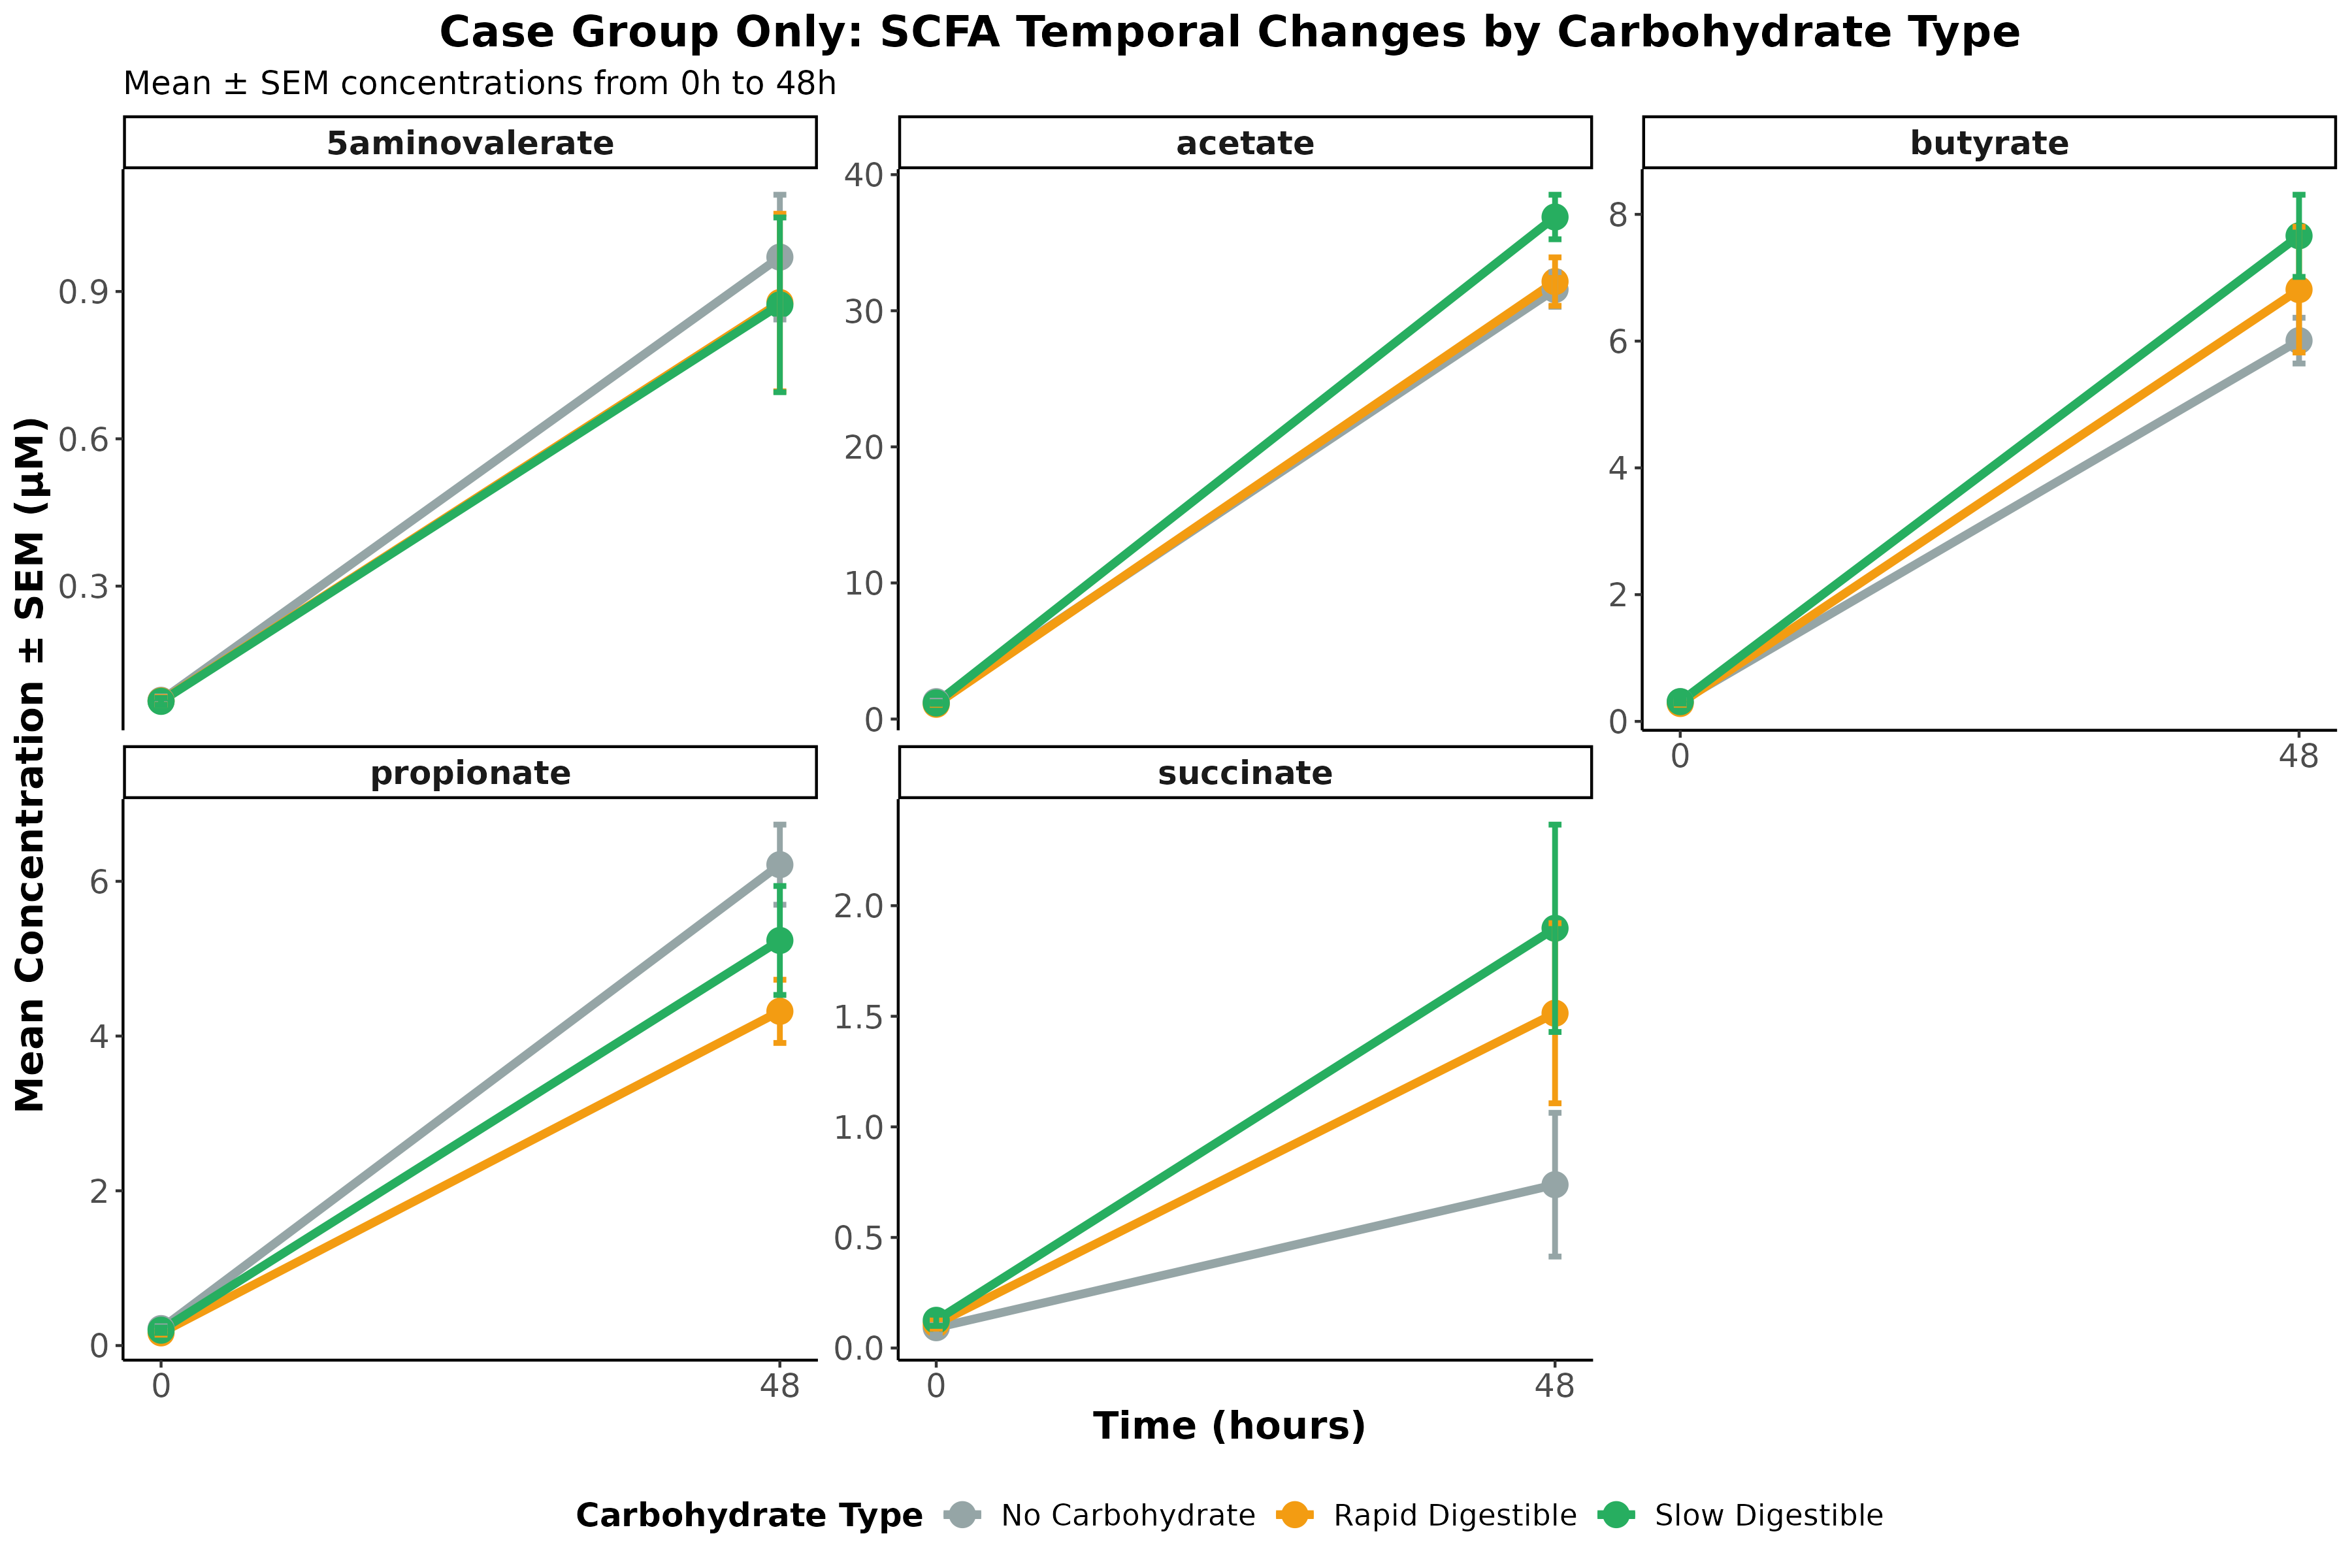 Case Group Only: SCFA Temporal Changes by Carbohydrate Type
Mean ± SEM concentrations from 0h to 48h
Mean Concentration ± SEM (µM)
5aminovalerate
0.9
0.6
0.3
acetate
40
30
20
10
0
butyrate
8
6
4
2
0
0 48
propionate
6
4
2
0
0 48
succinate
2.0
1.5
1.0
0.5
0.0
0 48
Time (hours)
Carbohydrate Type No Carbohydrate Rapid Digestible Slow Digestible